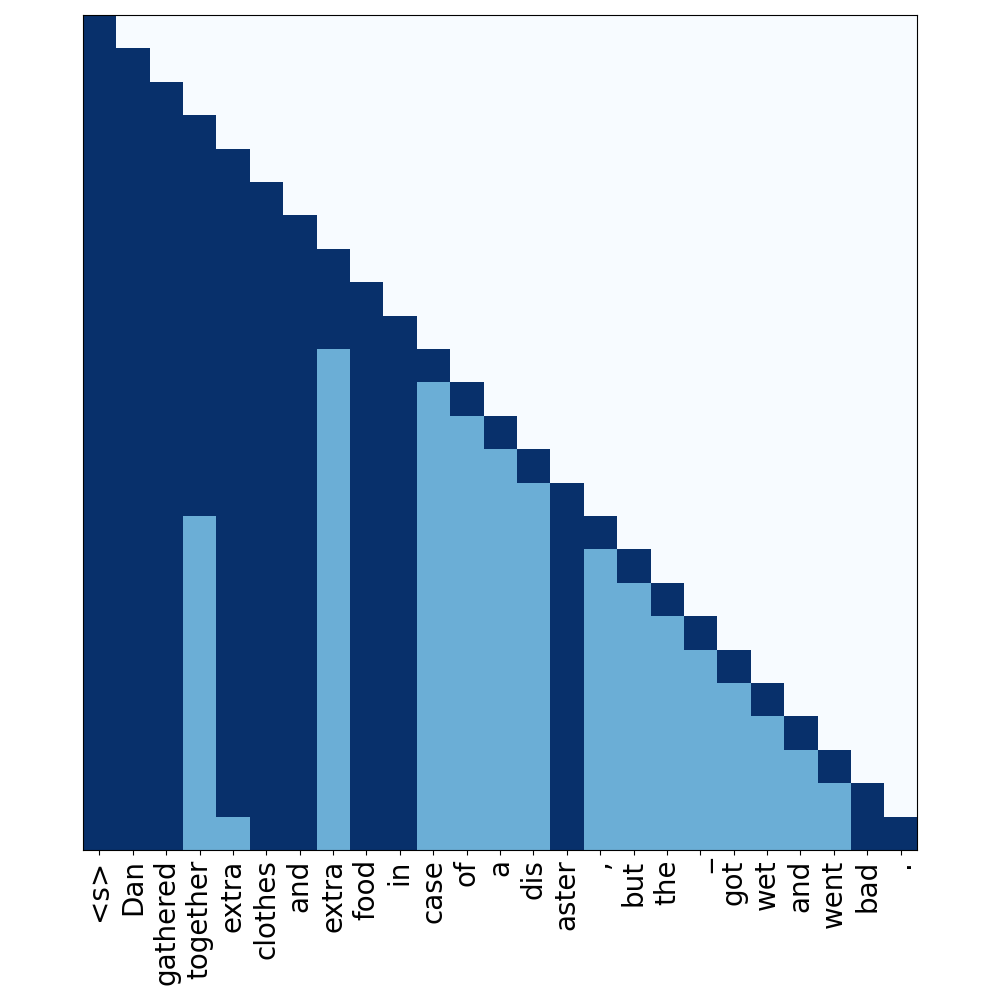 <s>
Dan
gathered
together
extra
clothes
and
extra
food
in
case
of
a
dis
aster
,
but
the
_
got
wet
and
went
bad
.